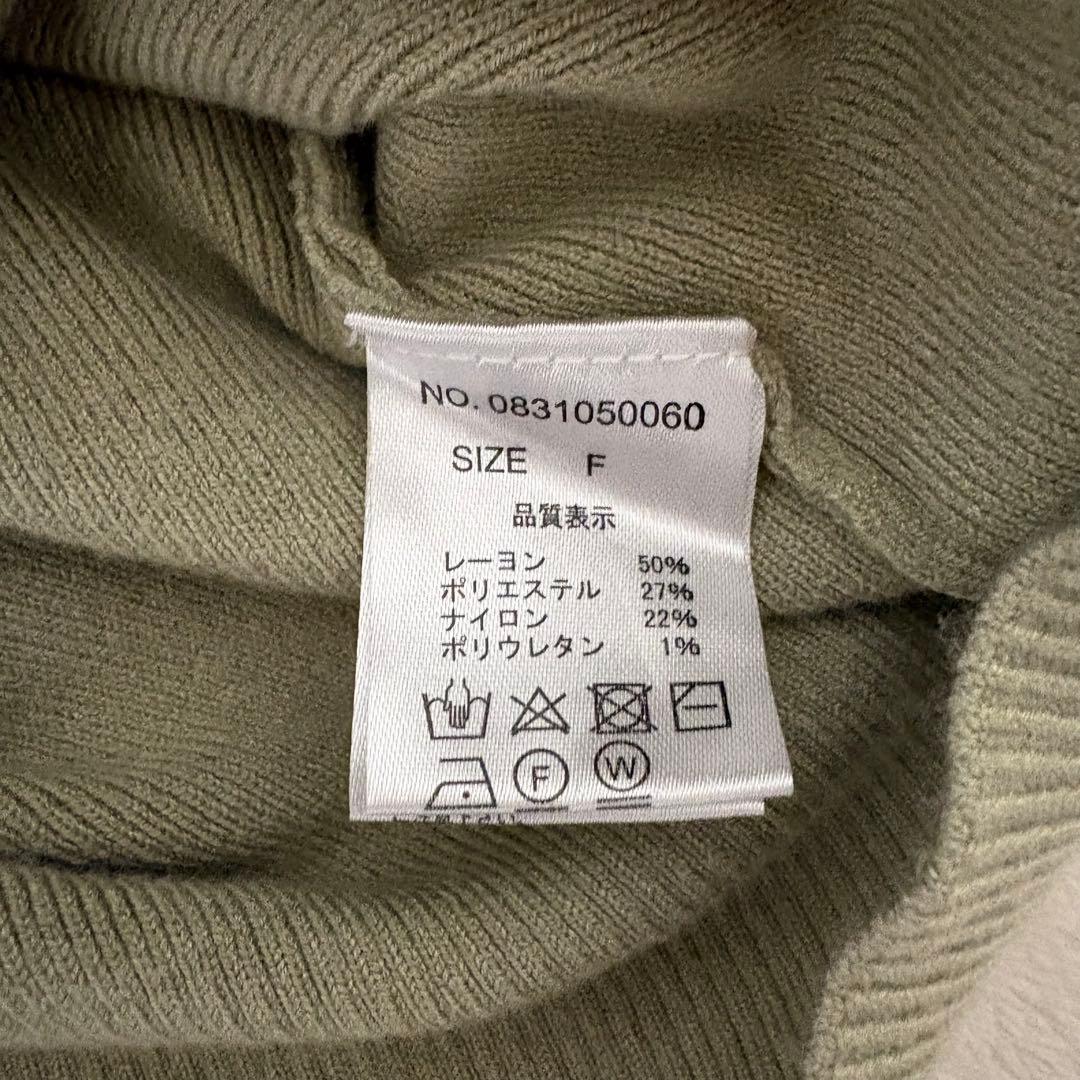 NO. 0831050060
SIZE F
品質表示
レーヨン 50%
ポリエステル 27%
ナイロン 22%
ポリウレタン 1%
F W